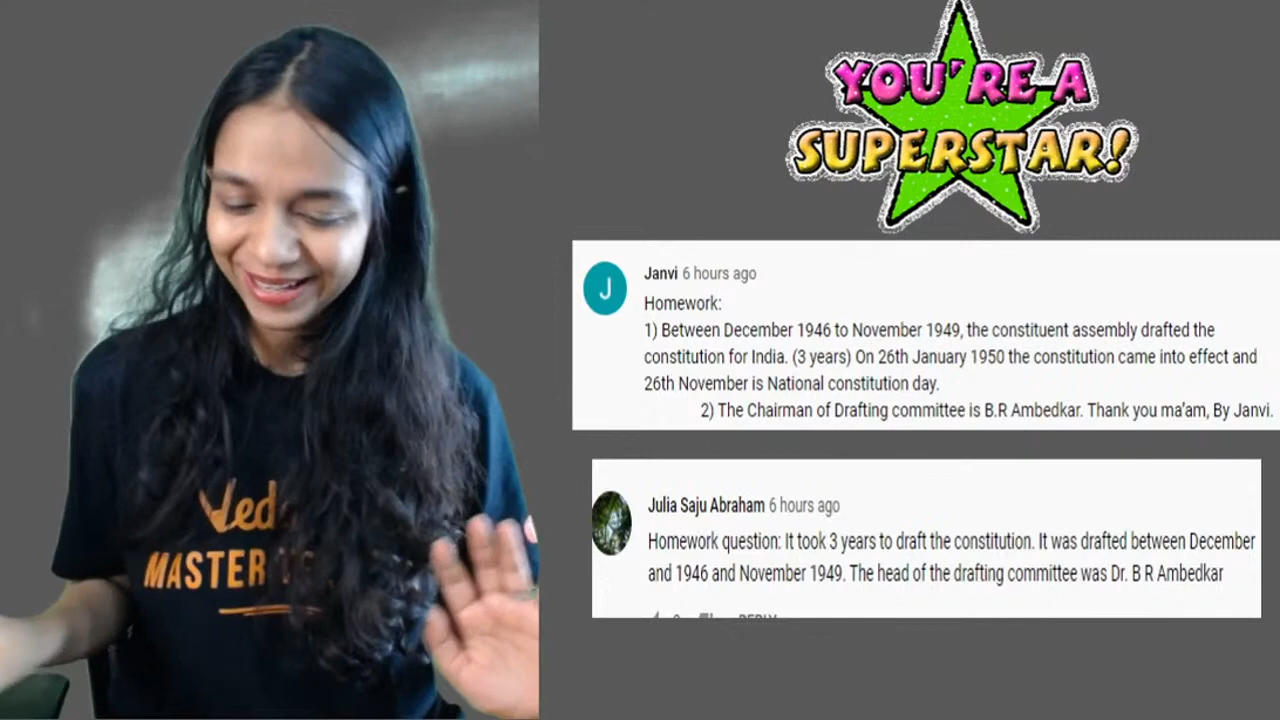 YOU'RE A
SUPERSTAR!
J
Janvi 6 hours ago
Homework:
1) Between December 1946 to November 1949, the constituent assembly drafted the
constitution for India. (3 years) On 26th January 1950 the constitution came into effect and
26th November is National constitution day.
2) The Chairman of Drafting committee is B.R Ambedkar. Thank you ma'am, By Janvi.
Julia Saju Abraham 6 hours ago
Homework question: It took 3 years to draft the constitution. It was drafted between December
and 1946 and November 1949. The head of the drafting committee was Dr. B R Ambedkar
REPLY
MASTER